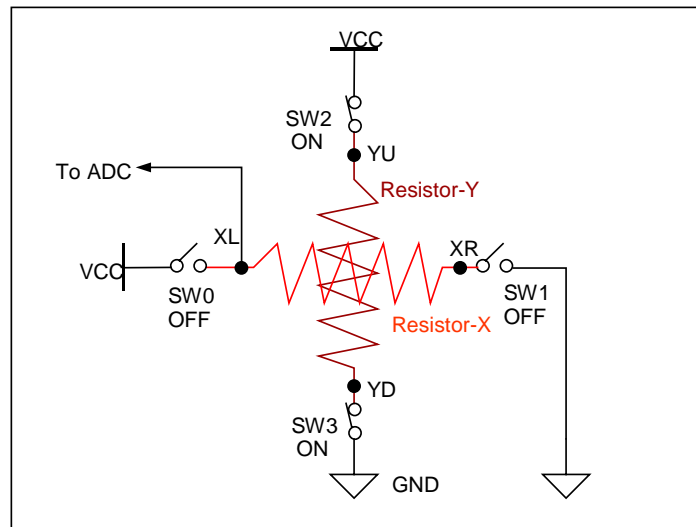 VCC
SW2
ON
YU
To ADC
Resistor-Y
XL
XR
VCC
SW0
OFF
SW1
OFF
Resistor-X
YD
SW3
ON
GND